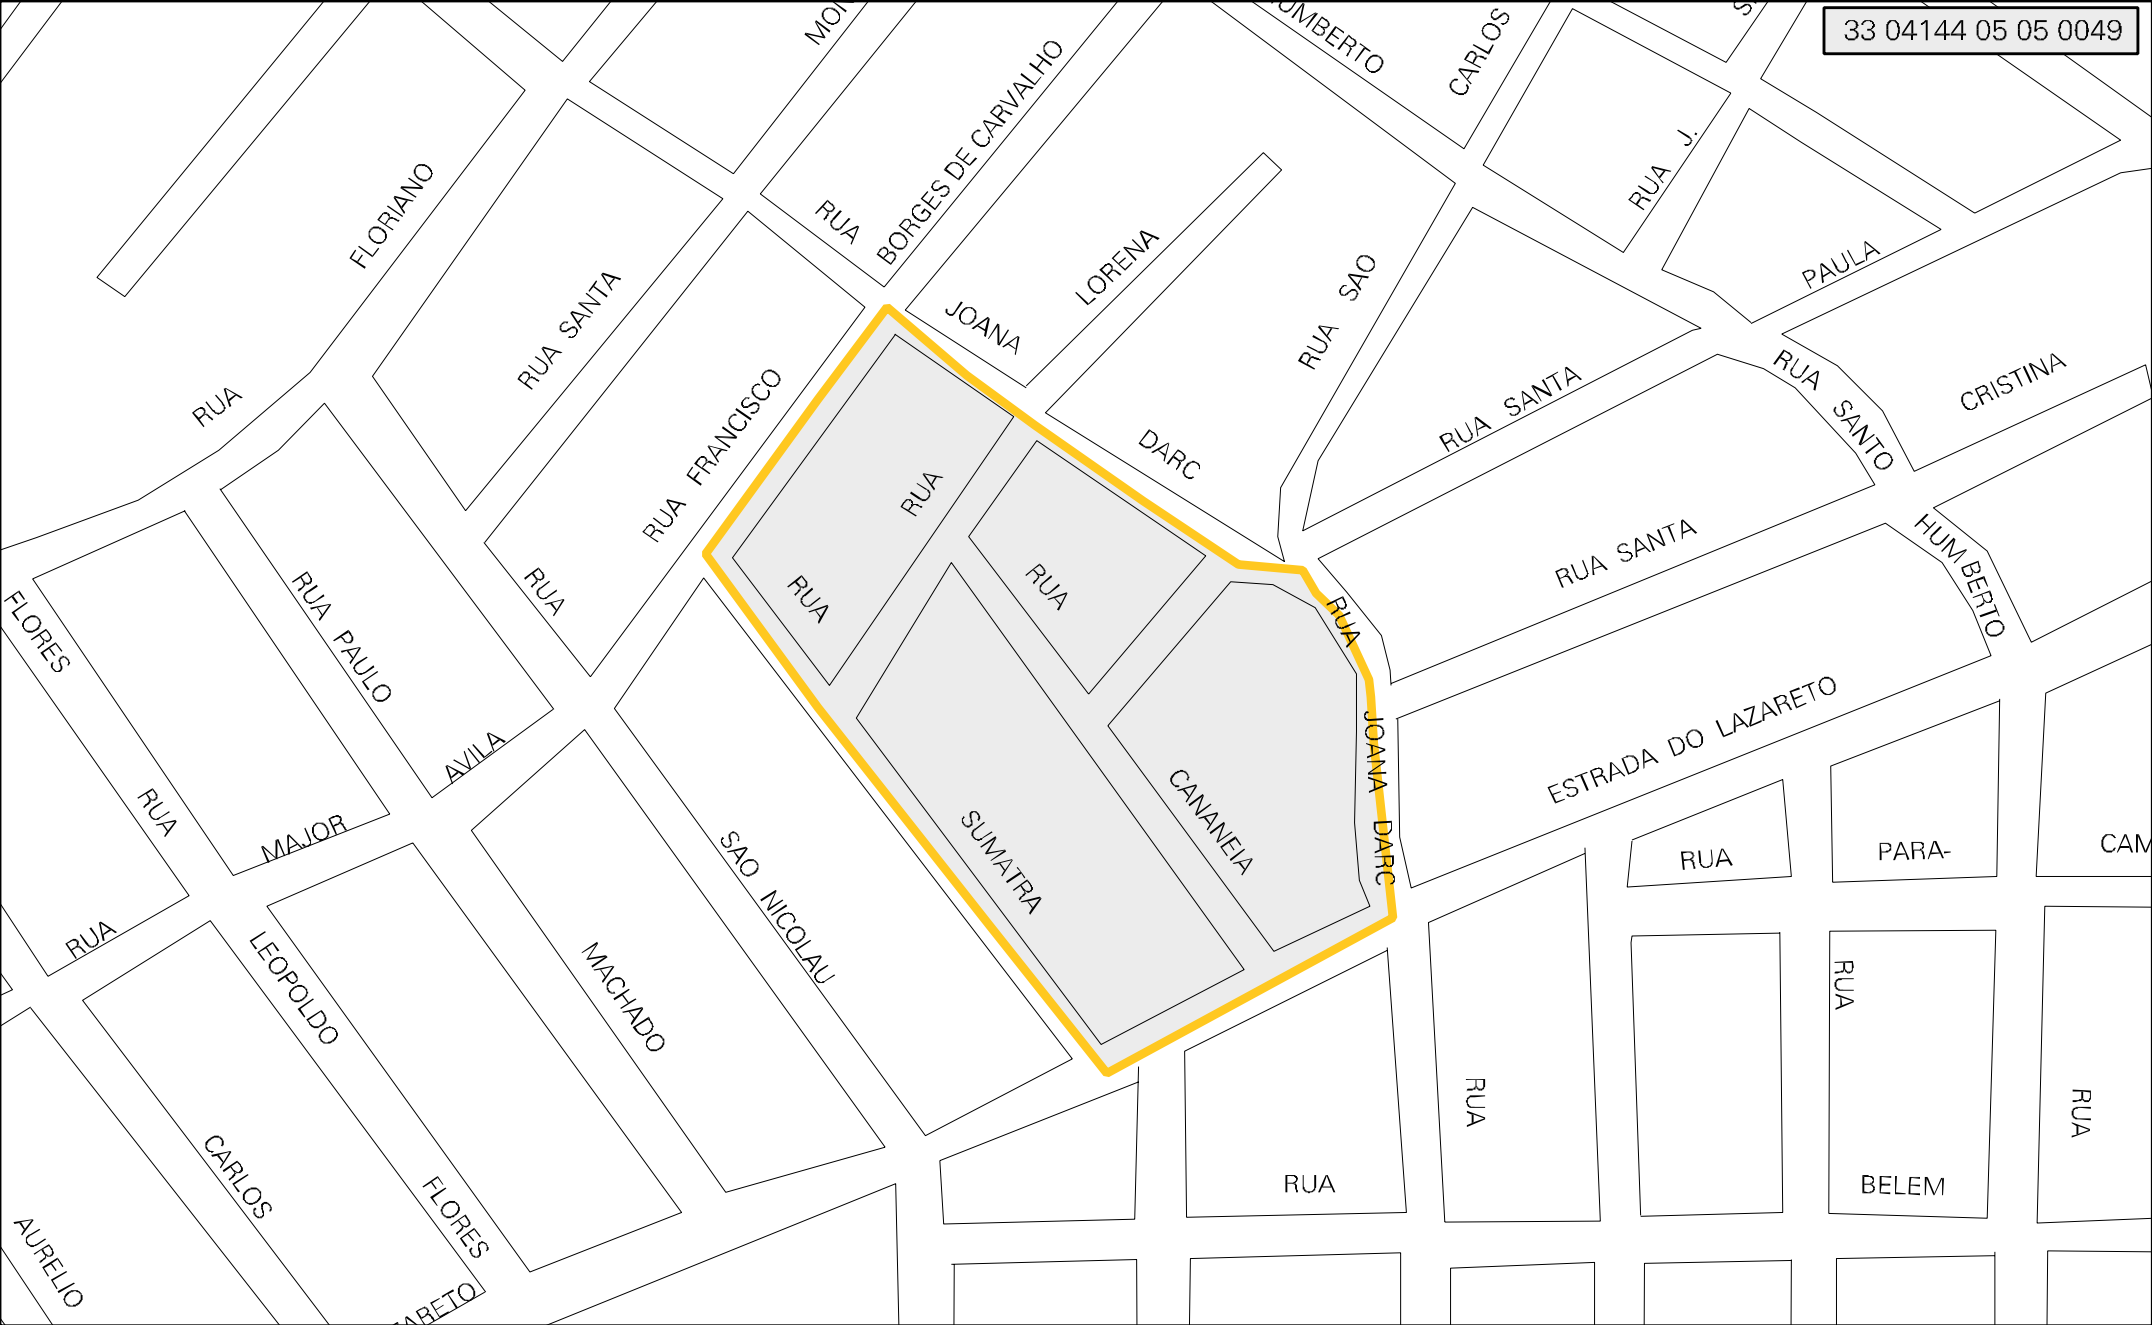 33 04144 05 05 0049
HUMBERTO
CARLOS
BORGES DE CARVALHO
FLORIANO
RUA
RUA J.
RUA
LORENA
PAULA
RUA SAO
JOANA
RUA SANTA
RUA
RUA FRANCISCO
DARC
RUA SANTA
RUA SANTO
CRISTINA
RUA
RUA SANTA
HUMBERTO
RUA
RUA
RUA
RUA
FLORES
RUA PAULO
JOANA DARC
ESTRADA DO LAZARETO
AVILA
MAJOR
RUA
SAO NICOLAU
SUMATRA
CANANEIA
RUA
PARA-
CAM
RUA
LEOPOLDO
MACHADO
RUA
RUA
RUA
RUA
BELEM
CARLOS
FLORES
AURELIO
ARETO